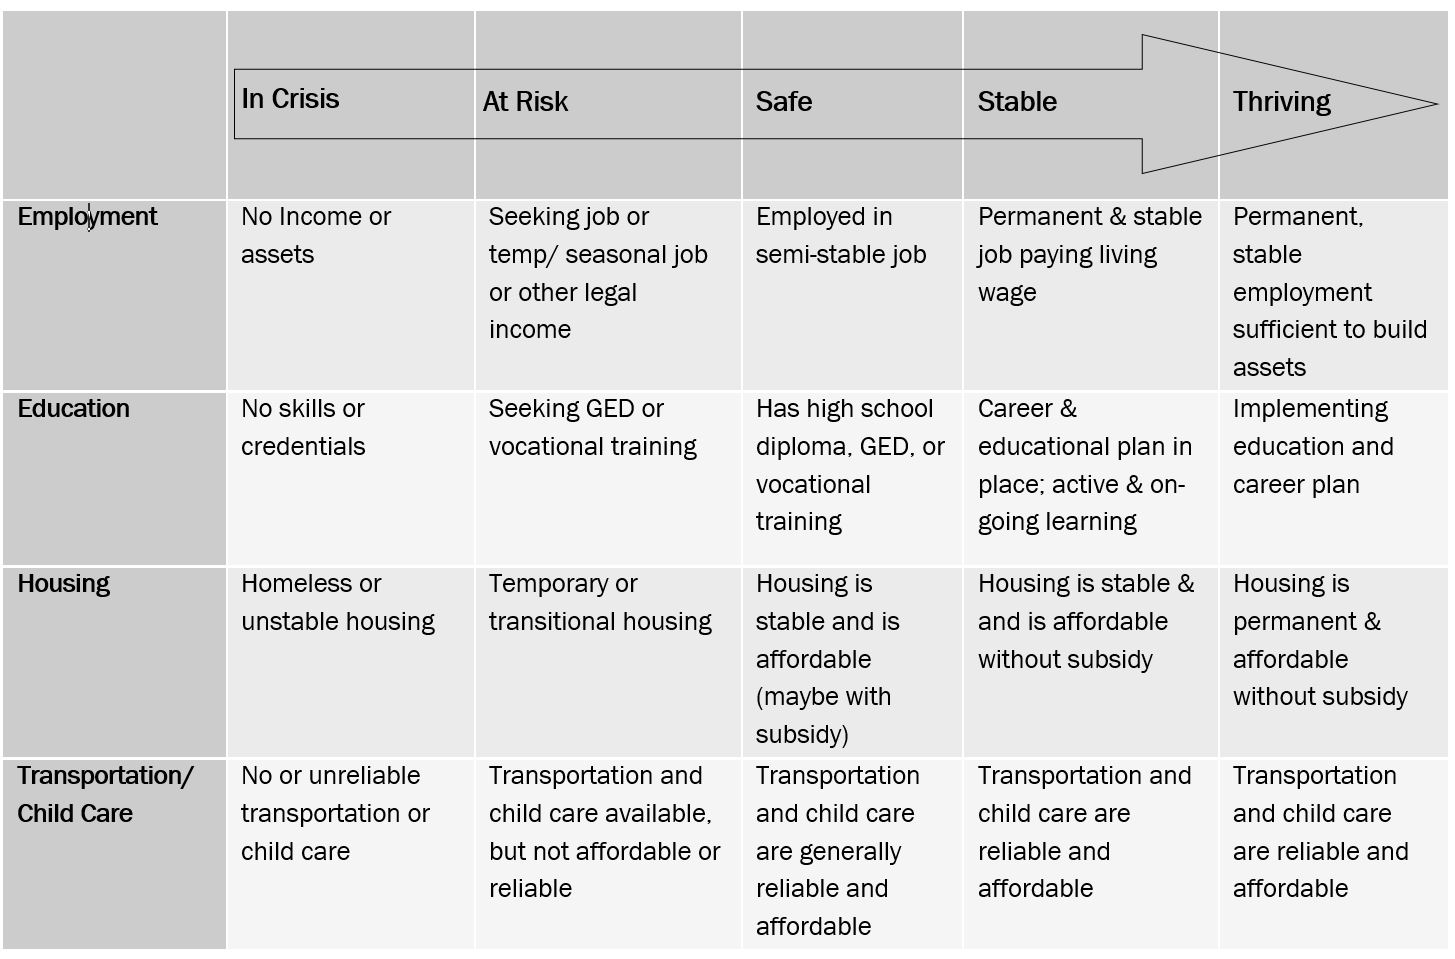 In Crisis
At Risk
Safe
Stable
Thriving
Employment
No Income or
assets
Seeking job or
temp/ seasonal job
or other legal
income
Employed in
semi-stable job
Permanent & stable
job paying living
wage
Permanent,
stable
employment
sufficient to build
assets
Education
No skills or
credentials
Seeking GED or
vocational training
Has high school
diploma, GED, or
vocational
training
Career &
educational plan in
place; active & on-
going learning
Implementing
education and
career plan
Housing
Homeless or
unstable housing
Temporary or
transitional housing
Housing is
stable and is
affordable
(maybe with
subsidy)
Housing is stable &
and is affordable
without subsidy
Housing is
permanent &
affordable
without subsidy
Transportation/
Child Care
No or unreliable
transportation or
child care
Transportation and
child care available,
but not affordable or
reliable
Transportation
and child care
are generally
reliable and
affordable
Transportation and
child care are
reliable and
affordable
Transportation
and child care
are reliable and
affordable